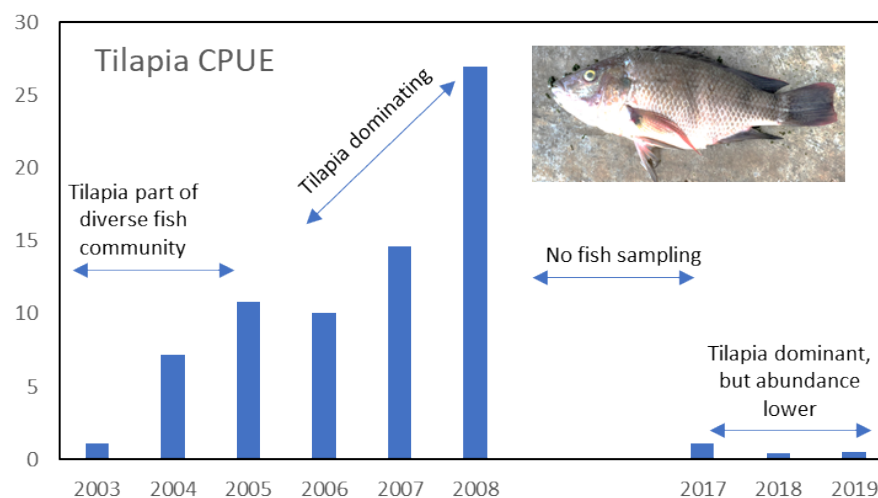 Tilapia CPUE
30
25
20
15
10
5
0
Tilapia part of
diverse fish
community
Tilapia dominating
No fish sampling
Tilapia dominant,
but abundance
lower
2003 2004 2005 2006 2007 2008 2017 2018 2019